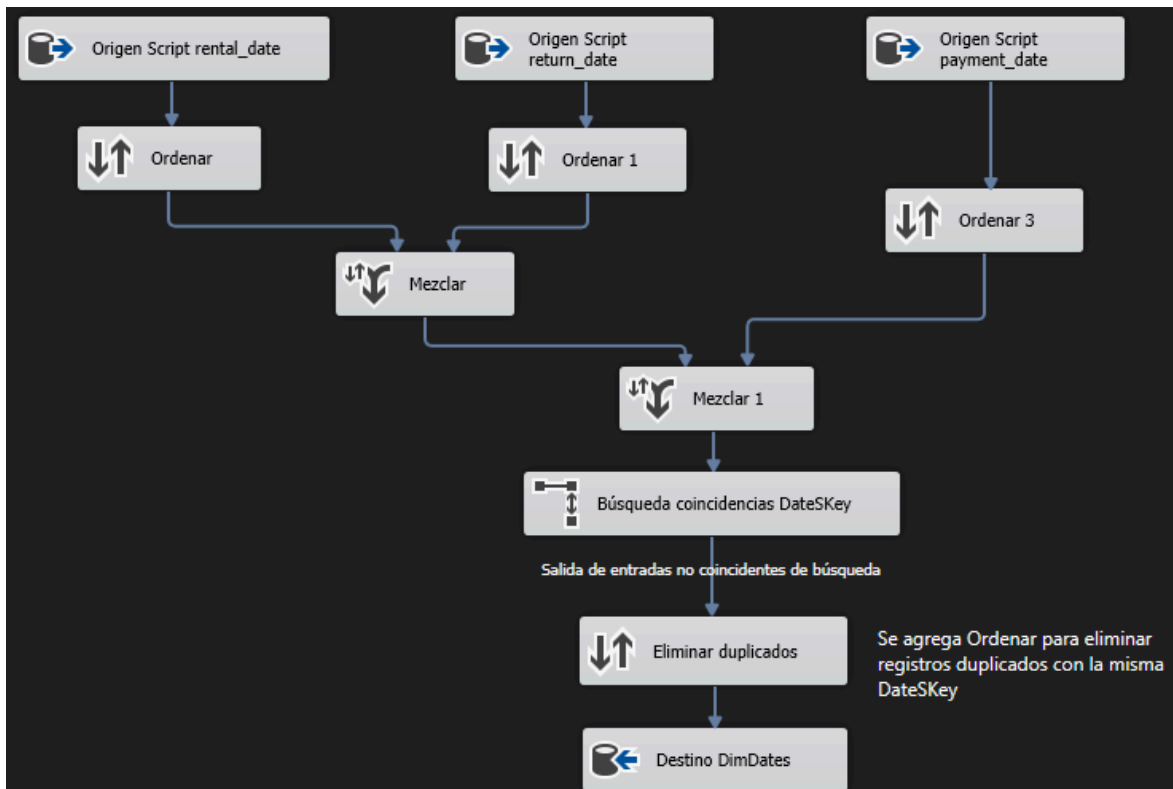 Origen Script rental_date
Origen Script
return_date
Origen Script
payment_date
Ordenar
Ordenar 1
Ordenar 3
Mezclar
Mezclar 1
Búsqueda coincidencias DateSKey
Salida de entradas no coincidentes de búsqueda
Eliminar duplicados
Se agrega Ordenar para eliminar
registros duplicados con la misma
DateSKey
Destino DimDates